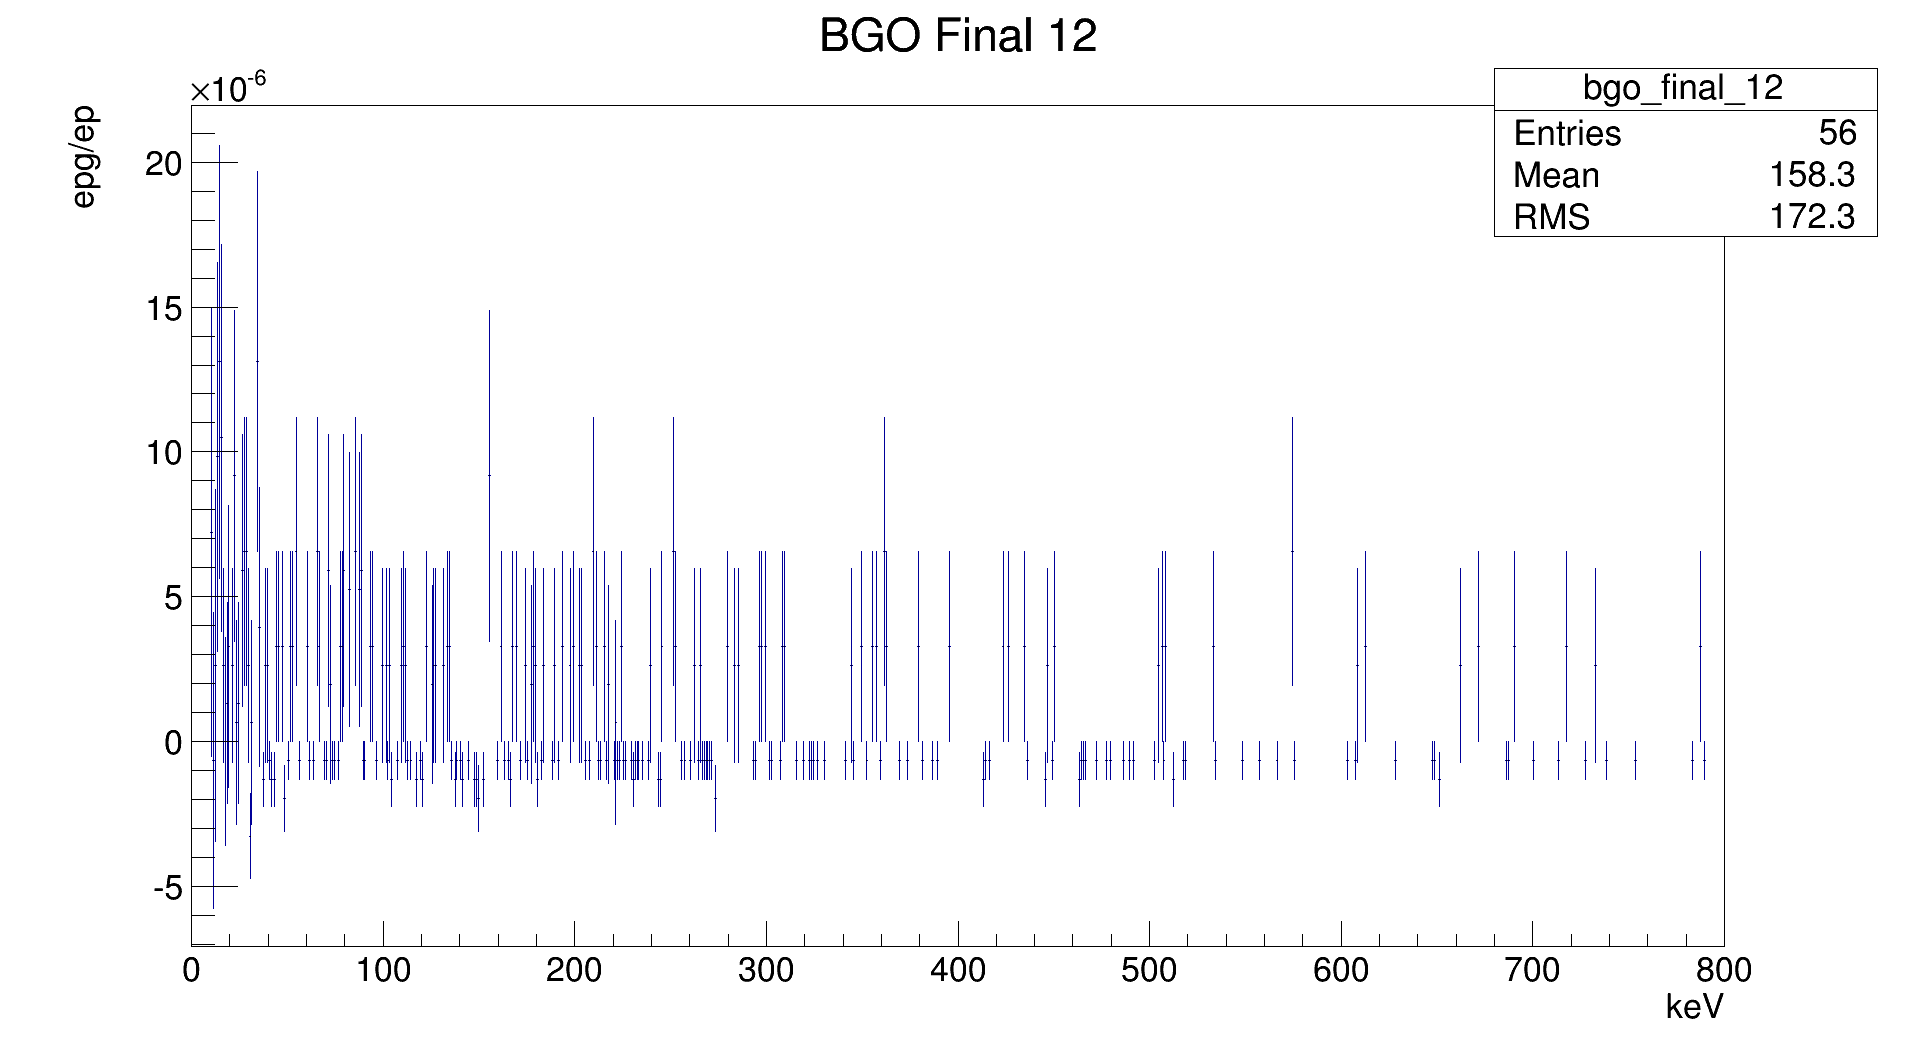 BGO Final 12
×10-6
epg/ep
bgo_final_12
Entries 56
Mean 158.3
RMS 172.3
20
15
10
5
0
-5
0 100 200 300 400 500 600 700 800
keV